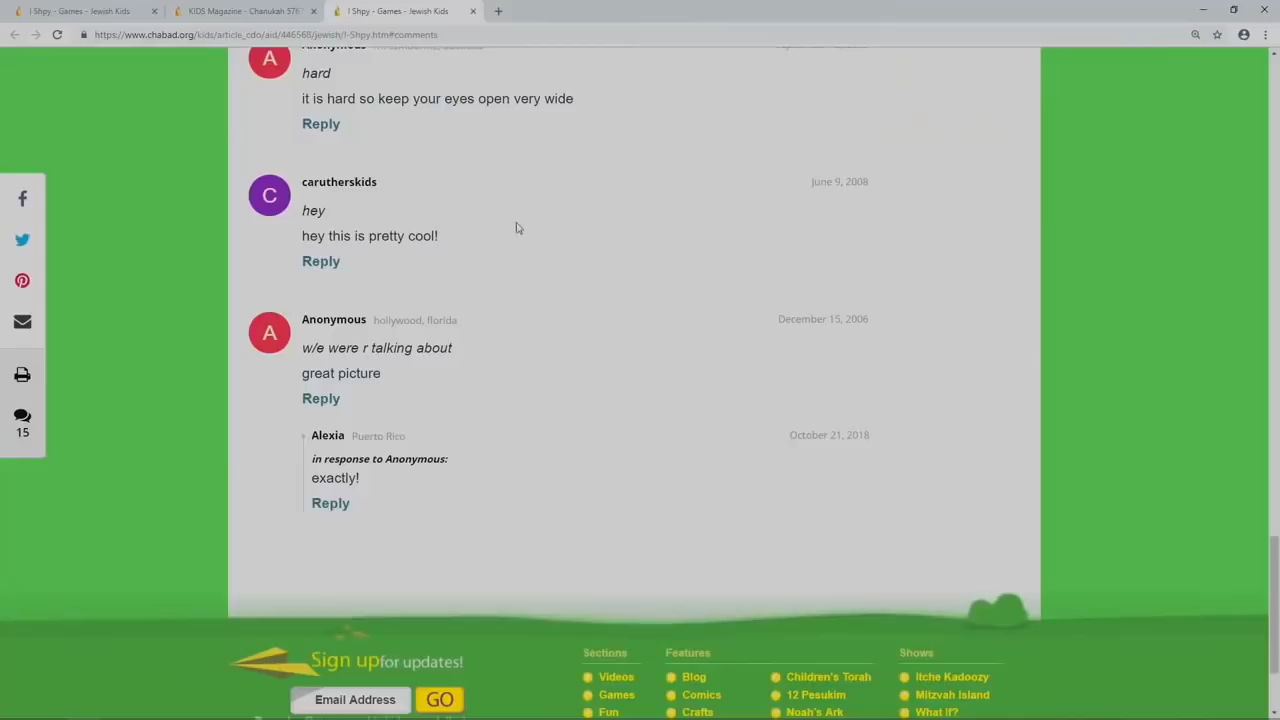 I Shpy - Games - Jewish Kids
KIDS Magazine - Chanukah 576
I Shpy - Games - Jewish Kids
https://www.chabad.org/kids/article_cdo/aid/446568/jewish/I-Shpy.htm#comments
A
Anonymous
hard
it is hard so keep your eyes open very wide
Reply
C
carutherskids
June 9, 2008
hey
hey this is pretty cool!
Reply
A
Anonymous hollywood, florida
December 15, 2006
w/e were r talking about
great picture
Reply
15
Alexia Puerto Rico
October 21, 2018
in response to Anonymous:
exactly!
Reply
Sign up for updates!
Email Address
GO
Sections
Videos
Games
Fun
Features
Blog
Comics
Crafts
Children's Torah
12 Pesukim
Noah's Ark
Shows
Itche Kadoozy
Mitzvah Island
What If?